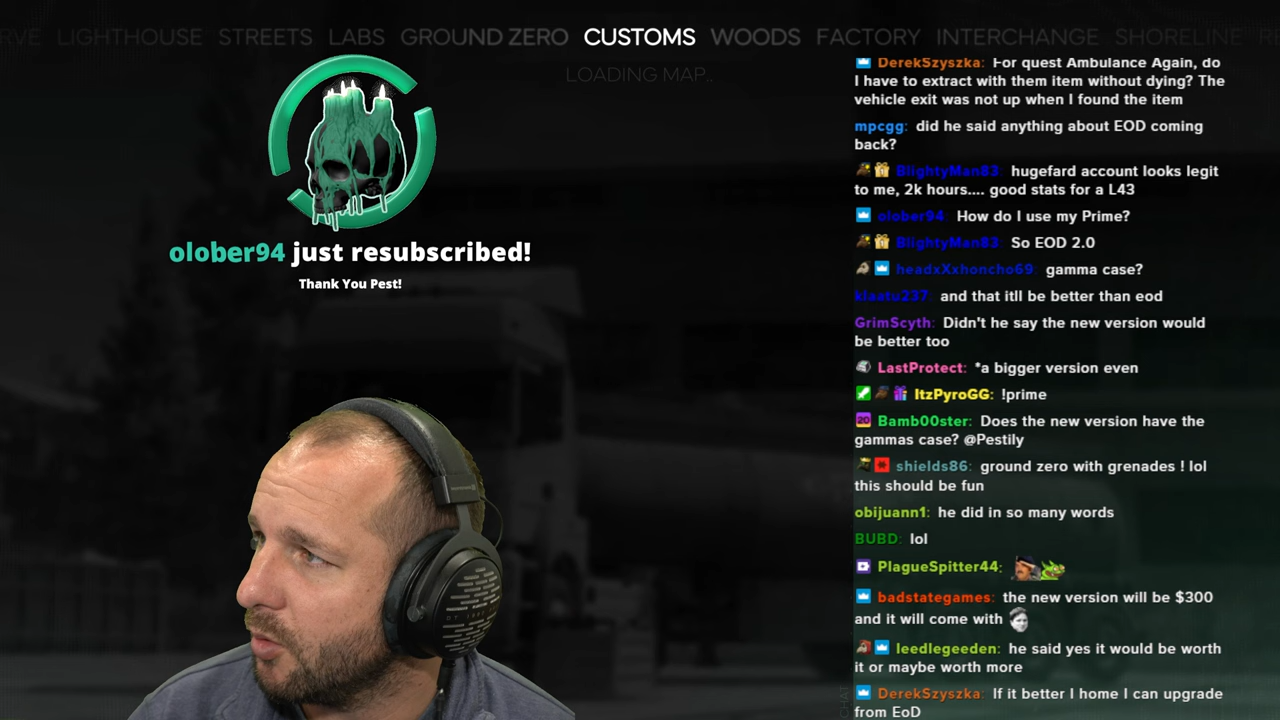 RVE LIGHTHOUSE STREETS LABS GROUND ZERO CUSTOMS WOODS FACTORY INTERCHANGE SHORELINE
LOADING MAP..
olober94 just resubscribed!
Thank You Pest!
DerekSzyszka: For quest Ambulance Again, do
I have to extract with them item without dying? The
vehicle exit was not up when I found the item
mpcgg: did he said anything about EOD coming
back?
BlightyMan83: hugefard account looks legit
to me, 2k hours.... good stats for a L43
olober94: How do I use my Prime?
BlightyMan83: So EOD 2.0
headxXxhoncho69: gamma case?
klaatu237: and that itll be better than eod
GrimScyth: Didn't he say the new version would
be better too
LastProtect: *a bigger version even
ItzPyroGG: !prime
20 Bamb00ster: Does the new version have the
gammas case? @Pestily
shields86: ground zero with grenades ! lol
this should be fun
obijuann1: he did in so many words
BUBD: lol
PlagueSpitter44:
badstategames: the new version will be $300
and it will come with
leedlegeeden: he said yes it would be worth
it or maybe worth more
DerekSzyszka: If it better I home I can upgrade
from EoD
CHAT